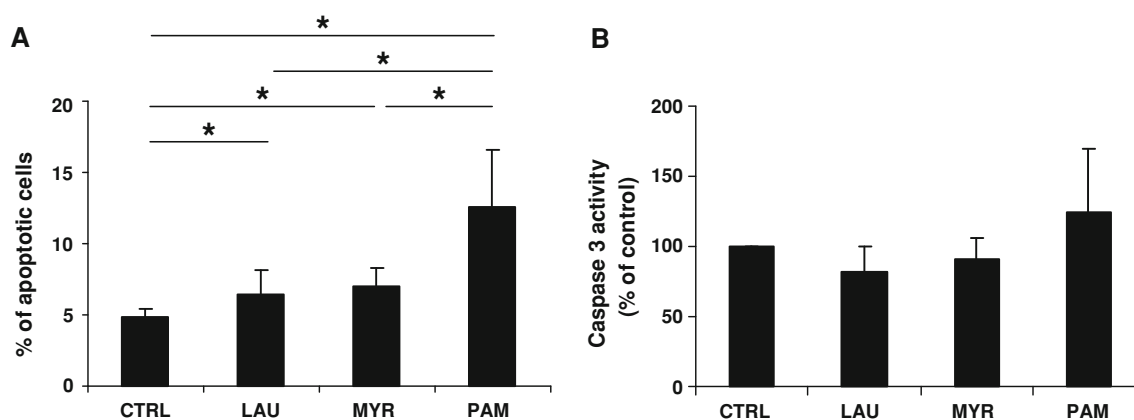 A
*
*
*
*
*
% of apoptotic cells
20
15
10
5
0
CTRL LAU MYR PAM
B
Caspase 3 activity
(% of control)
200
150
100
50
0
CTRL LAU MYR PAM